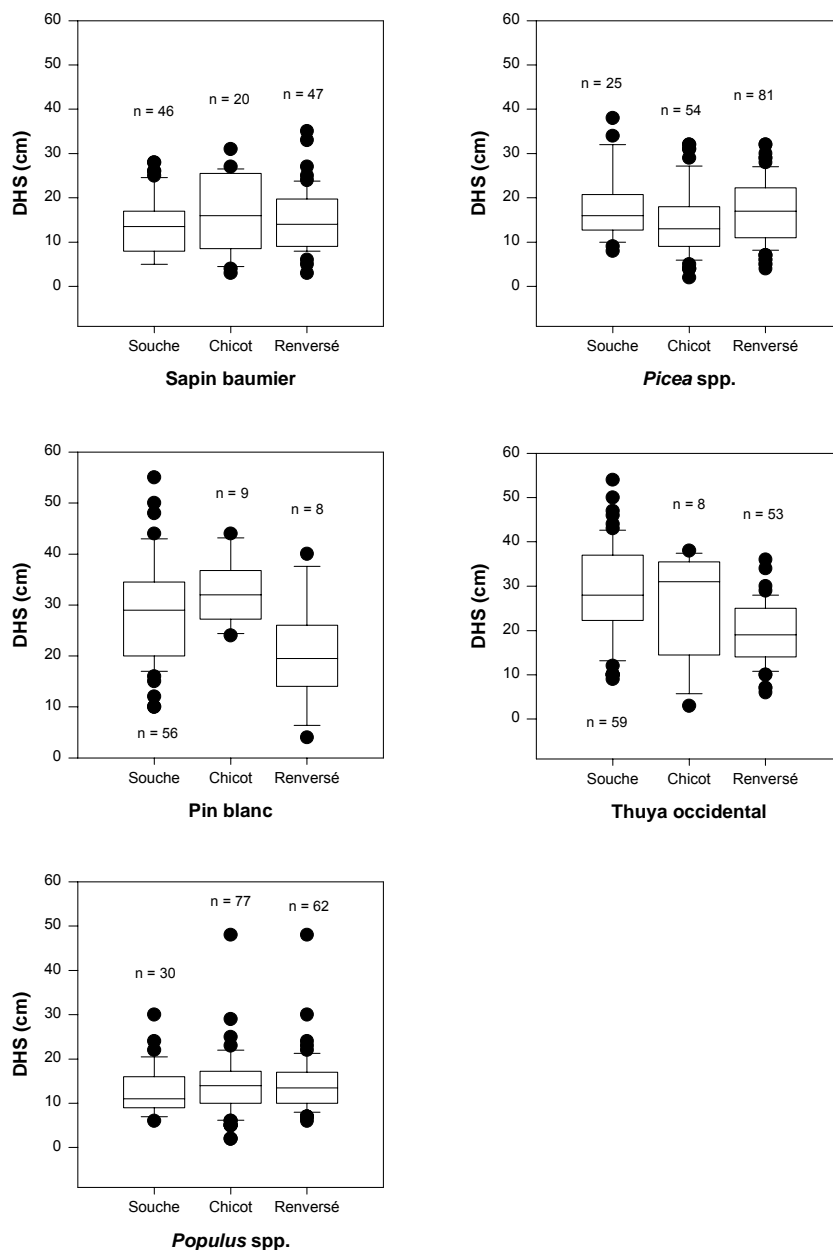 60
50
40
30
20
10
0
DHS (cm)
n = 46
n = 20
n = 47
Souche Chicot Renversé
Sapin baumier
60
50
40
30
20
10
0
DHS (cm)
n = 25
n = 54
n = 81
Souche Chicot Renversé
Picea spp.
60
50
40
30
20
10
0
DHS (cm)
n = 9
n = 8
n = 56
Souche Chicot Renversé
Pin blanc
60
50
40
30
20
10
0
DHS (cm)
n = 8
n = 53
n = 59
Souche Chicot Renversé
Thuya occidental
60
50
40
30
20
10
0
DHS (cm)
n = 77
n = 62
n = 30
Souche Chicot Renversé
Populus spp.